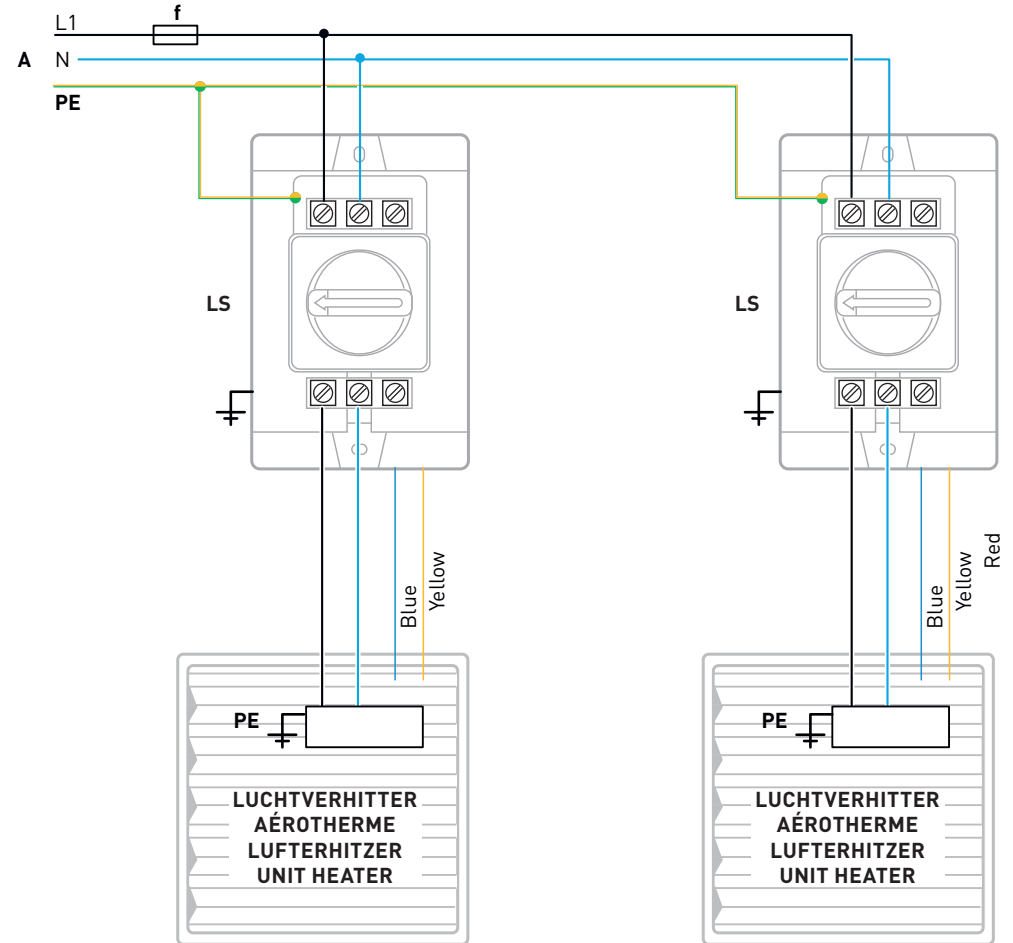 f
L1
A N
PE
LS
LS
Blue
Yellow
Blue
Yellow
Red
PE
PE
LUCHTVERHITTER
AÉROTHERME
LUFTERHITZER
UNIT HEATER
LUCHTVERHITTER
AÉROTHERME
LUFTERHITZER
UNIT HEATER